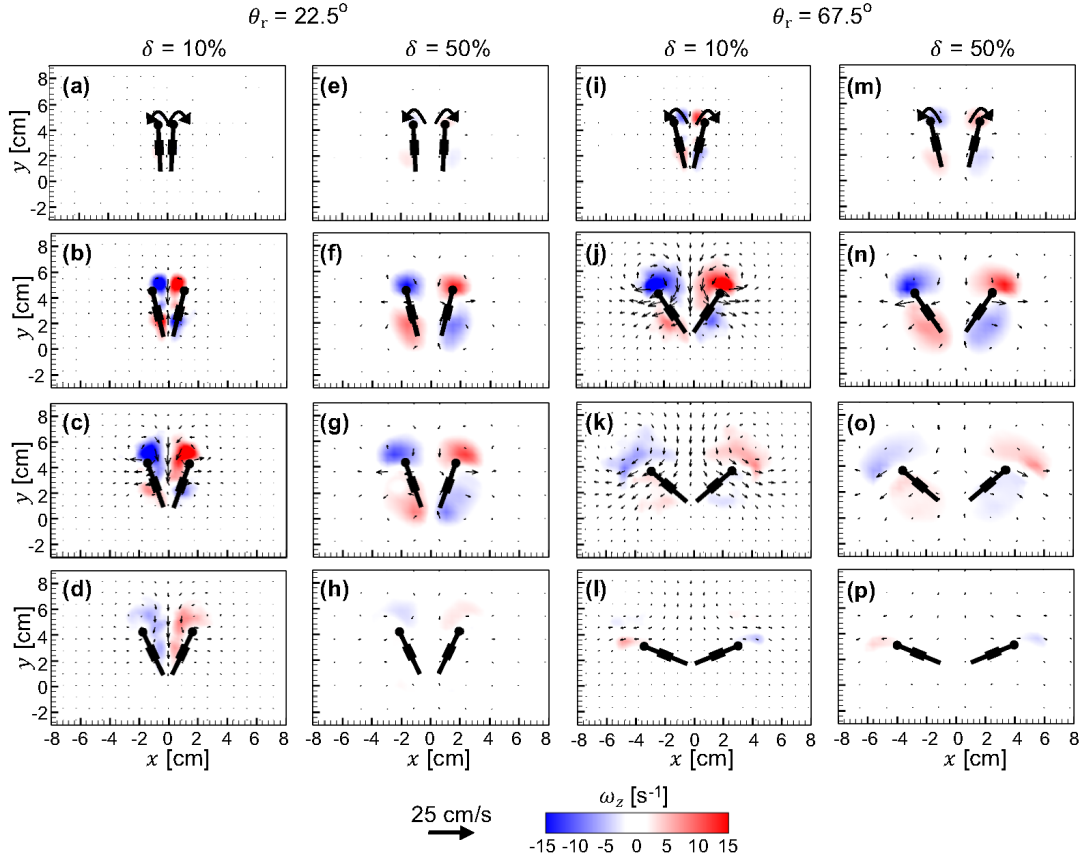 θr = 22.5° θr = 67.5°
δ = 10% δ = 50% δ = 10% δ = 50%
(a) (e) (i) (m)
8 6 4 2 0 -2
y [cm]
(b) (f) (j) (n)
8 6 4 2 0 -2
y [cm]
(c) (g) (k) (o)
8 6 4 2 0 -2
y [cm]
(d) (h) (l) (p)
8 6 4 2 0 -2
y [cm]
-8 -6 -4 -2 0 2 4 6 8 -8 -6 -4 -2 0 2 4 6 8 -8 -6 -4 -2 0 2 4 6 8 -8 -6 -4 -2 0 2 4 6 8
x [cm] x [cm] x [cm] x [cm]
25 cm/s
ωz [s-1]
-15 -10 -5 0 5 10 15